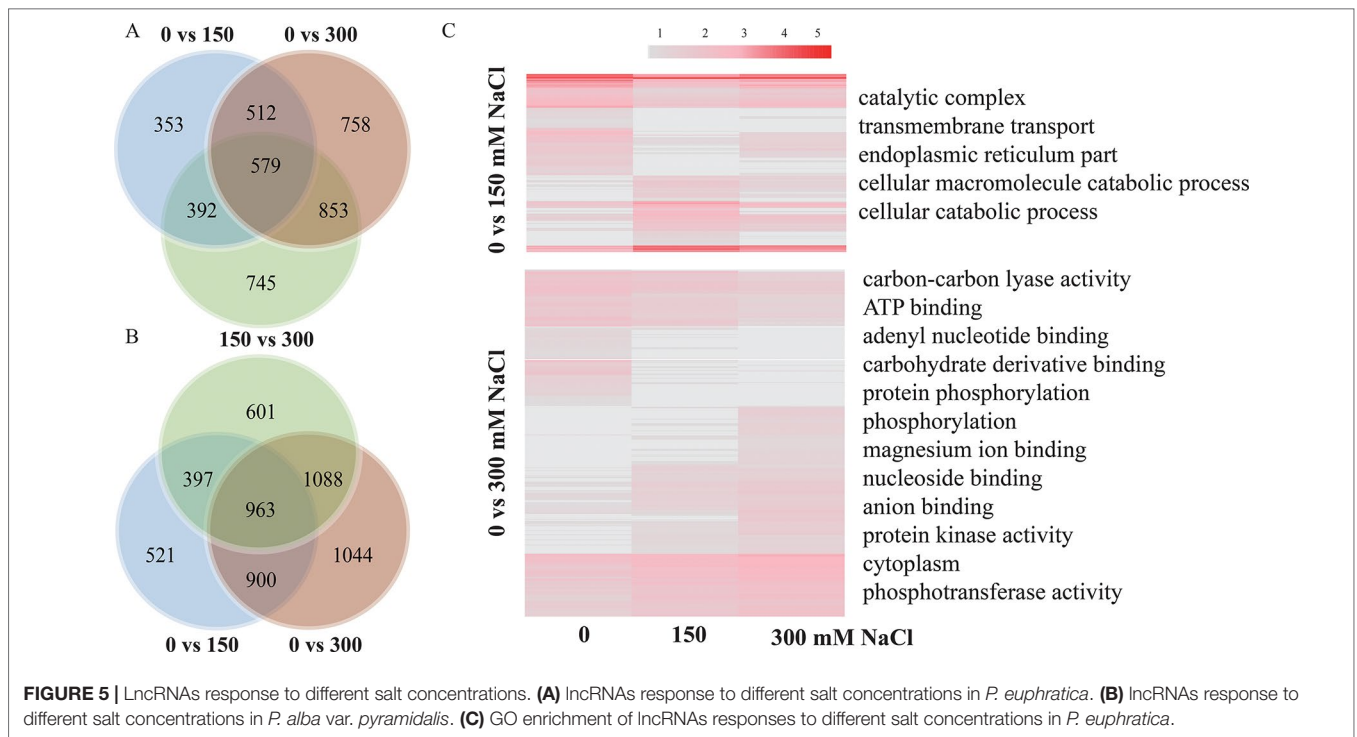 A
0 vs 150
0 vs 300
353
512
758
579
392
853
745
150 vs 300
B
601
397
1088
963
521
900
1044
0 vs 150
0 vs 300
C
1 2 3 4 5
0 vs 150 mM NaCl
catalytic complex
transmembrane transport
endoplasmic reticulum part
cellular macromolecule catabolic process
cellular catabolic process
0 vs 300 mM NaCl
carbon-carbon lyase activity
ATP binding
adenyl nucleotide binding
carbohydrate derivative binding
protein phosphorylation
phosphorylation
magnesium ion binding
nucleoside binding
anion binding
protein kinase activity
cytoplasm
phosphotransferase activity
0 150 300 mM NaCl
FIGURE 5 | LncRNAs response to different salt concentrations. (A) lncRNAs response to different salt concentrations in P. euphratica. (B) lncRNAs response to
different salt concentrations in P. alba var. pyramidalis. (C) GO enrichment of lncRNAs responses to different salt concentrations in P. euphratica.